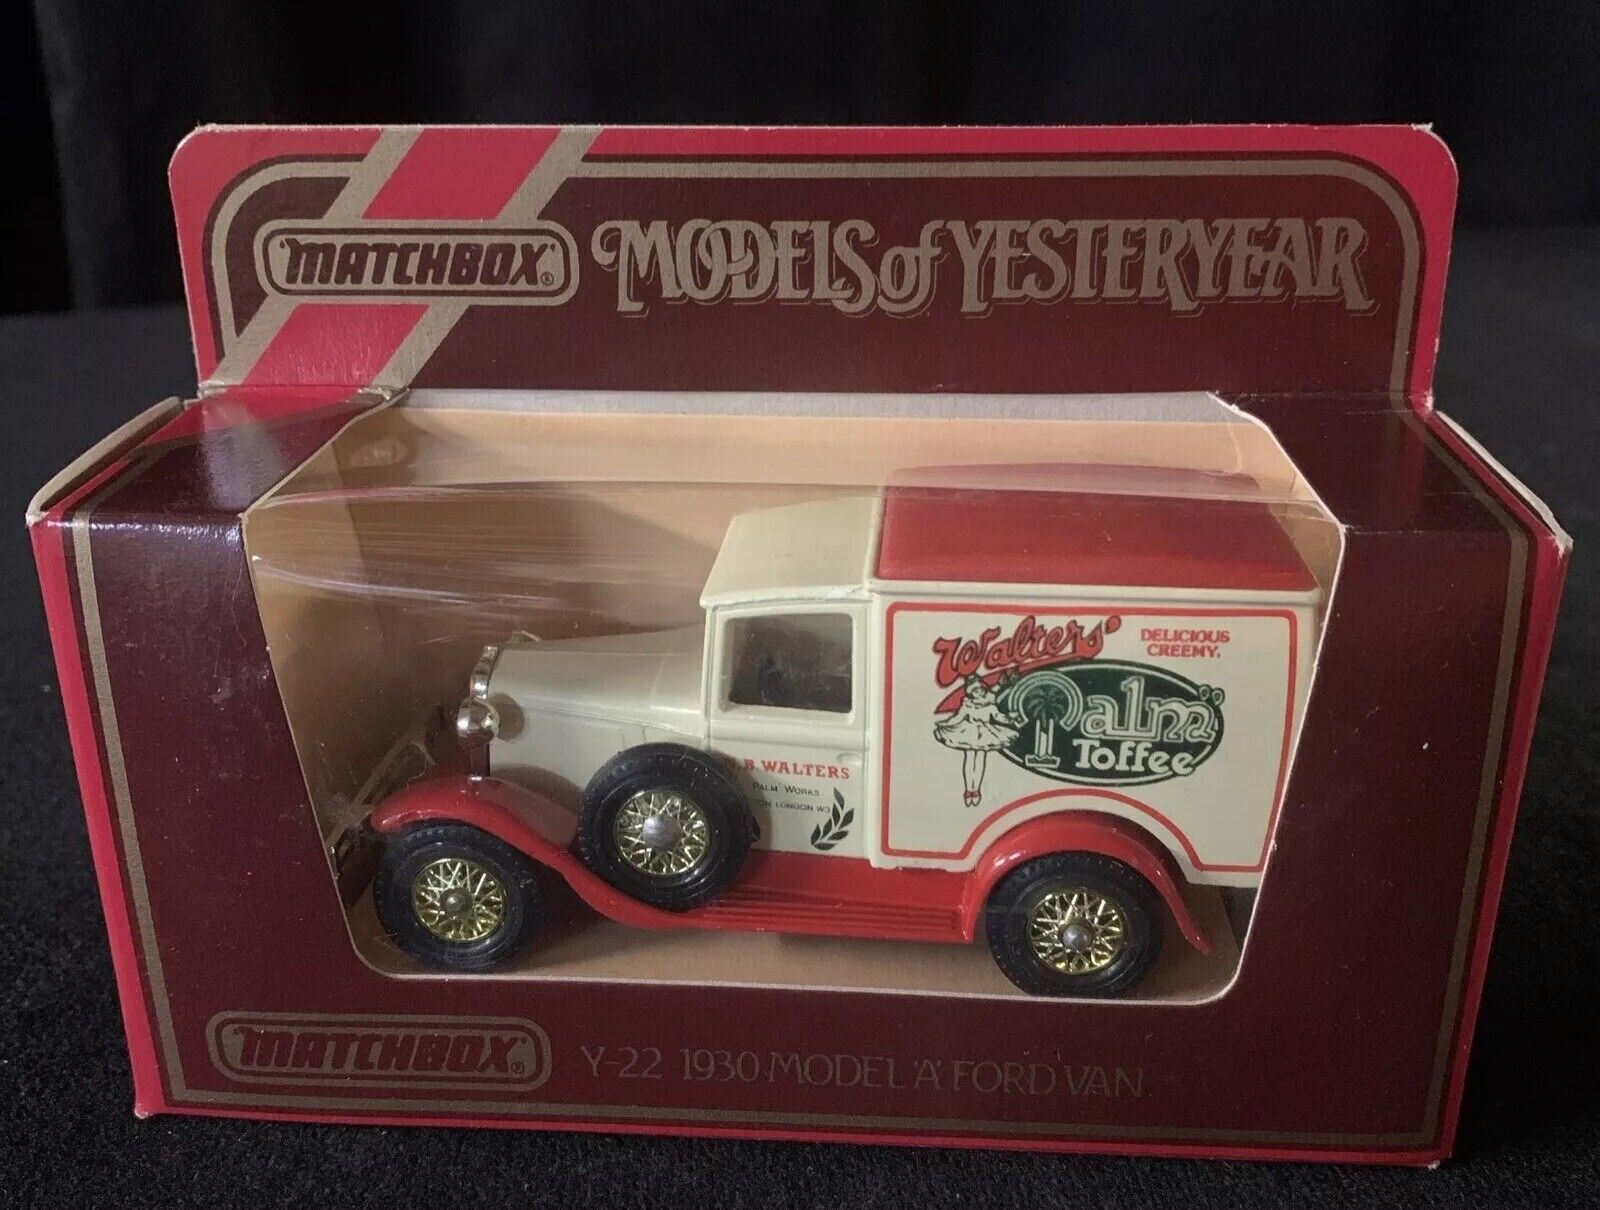 MATCHBOX®
MODELS of YESTERYEAR
Walters'
DELICIOUS
CREEMY.
Palm
Toffee
B. WALTERS
PALM WORKS
LONDON W3
MATCHBOX®
Y-22 1930 MODEL 'A' FORD VAN